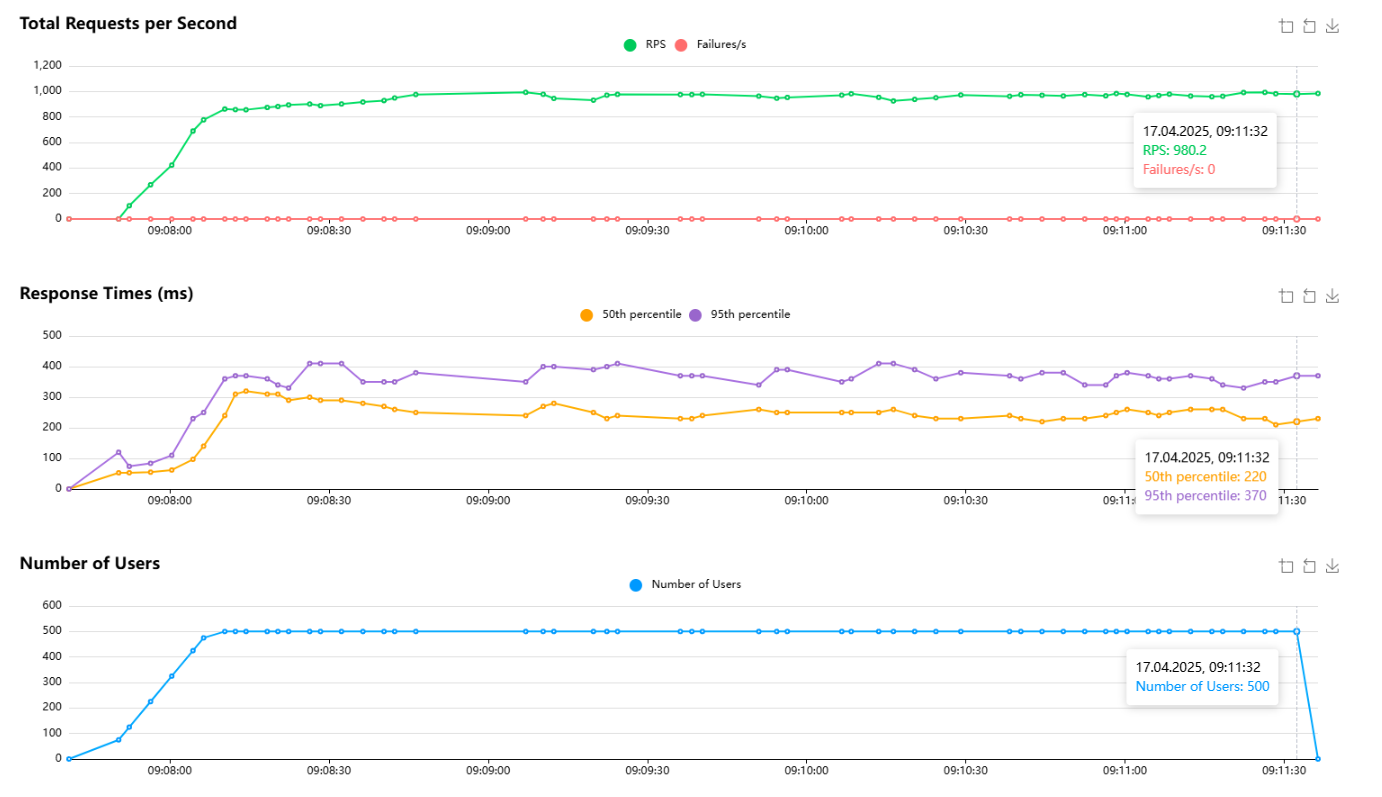 Total Requests per Second
RPS Failures/s
1,200
1,000
800
600
400
200
0
17.04.2025, 09:11:32
RPS: 980.2
Failures/s: 0
09:08:00 09:08:30 09:09:00 09:09:30 09:10:00 09:10:30 09:11:00 09:11:30
Response Times (ms)
50th percentile 95th percentile
500
400
300
200
100
0
17.04.2025, 09:11:32
50th percentile: 220
95th percentile: 370
09:08:00 09:08:30 09:09:00 09:09:30 09:10:00 09:10:30 09:11: 11:30
Number of Users
Number of Users
600
500
400
300
200
100
0
17.04.2025, 09:11:32
Number of Users: 500
09:08:00 09:08:30 09:09:00 09:09:30 09:10:00 09:10:30 09:11:00 09:11:30